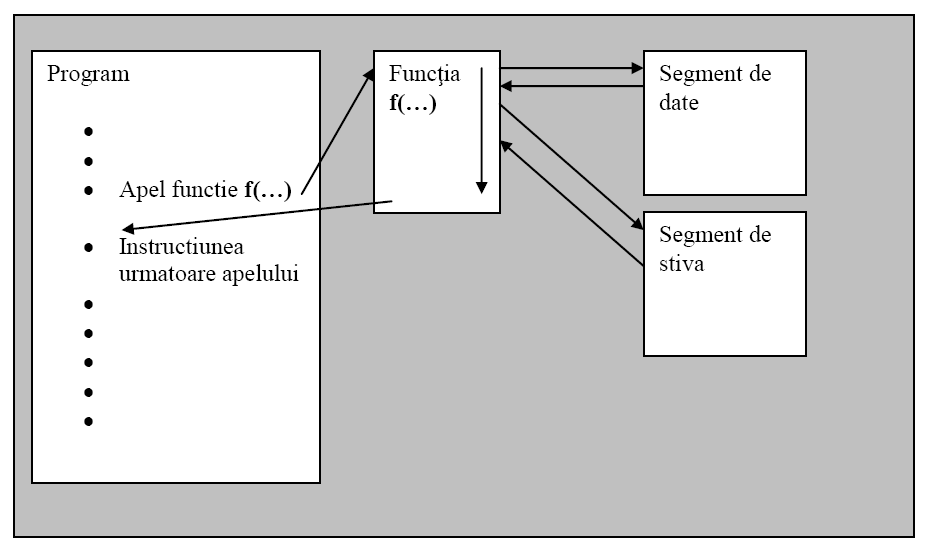 Program
Apel functie f(…)
Instructiunea
urmatoare apelului
Funcţia
f(…)
Segment de
date
Segment de
stiva